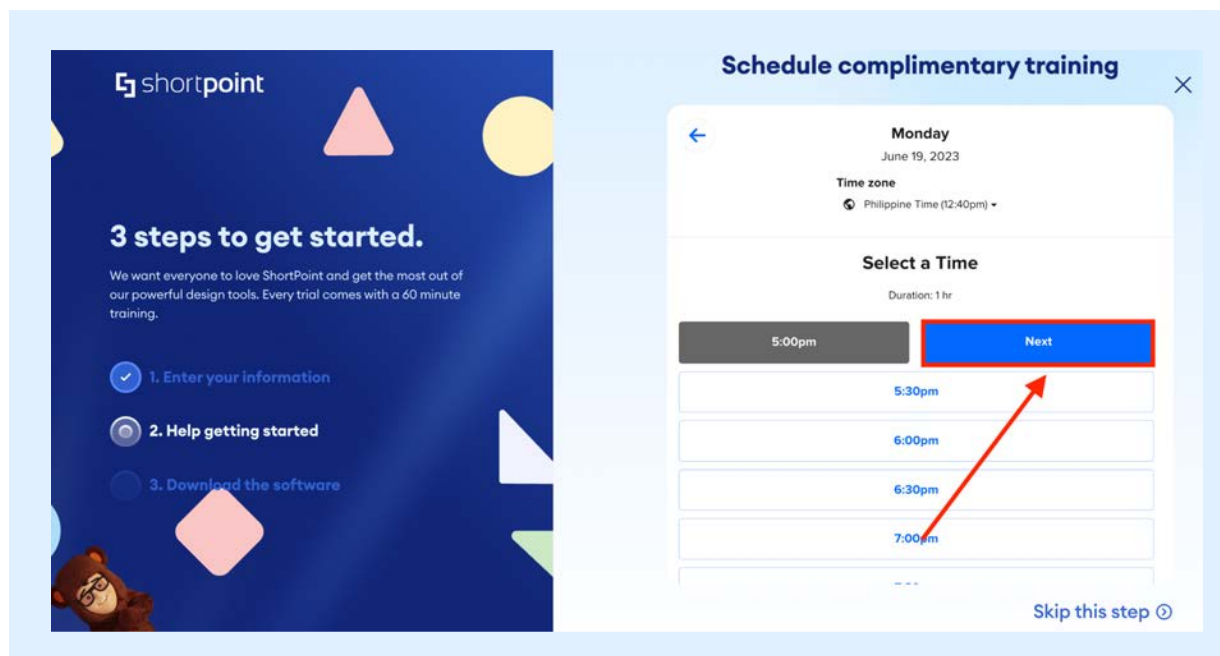 shortpoint
3 steps to get started.
We want everyone to love ShortPoint and get the most out of
our powerful design tools. Every trial comes with a 60 minute
training.
1. Enter your information
2. Help getting started
3. Download the software
Schedule complimentary training
Monday
June 19, 2023
Time zone
Philippine Time (12:40pm)
Select a Time
Duration: 1 hr
5:00pm
Next
5:30pm
6:00pm
6:30pm
7:00pm
Skip this step